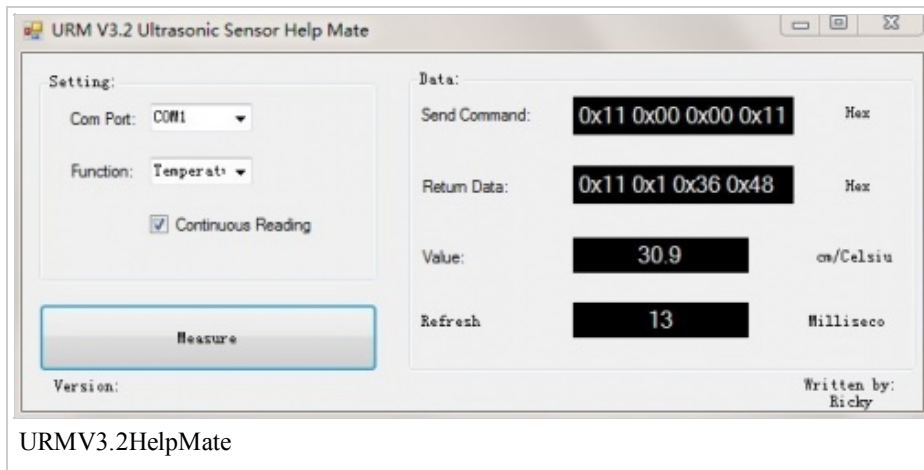 URM V3.2 Ultrasonic Sensor Help Mate
Setting:
Com Port: COM1
Function: Temperat
Continuous Reading
Measure
Version:
Data:
Send Command: 0x11 0x00 0x00 0x11 Hex
Return Data: 0x11 0x1 0x36 0x48 Hex
Value: 30.9 cm/Celsiu
Refresh 13 Milliseco
Written by:
Ricky
URMV3.2HelpMate